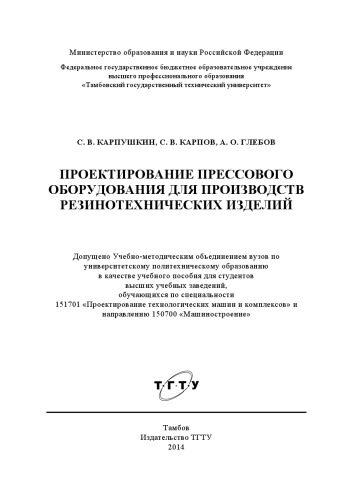 Министерство образования и науки Российской Федерации
Федеральное государственное бюджетное образовательное учреждение
высшего профессионального образования
«Тамбовский государственный технический университет»
С. В. КАРПУШКИН, С. В. КАРПОВ, А. О. ГЛЕБОВ
ПРОЕКТИРОВАНИЕ ПРЕССОВОГО
ОБОРУДОВАНИЯ ДЛЯ ПРОИЗВОДСТВ
РЕЗИНОТЕХНИЧЕСКИХ ИЗДЕЛИЙ
Допущено Учебно-методическим объединением вузов по
университетскому политехническому образованию
в качестве учебного пособия для студентов
высших учебных заведений,
обучающихся по специальности
151701 «Проектирование технологических машин и комплексов» и
направлению 150700 «Машиностроение»
Т·Г·Т·У
Тамбов
Издательство ТГТУ
2014